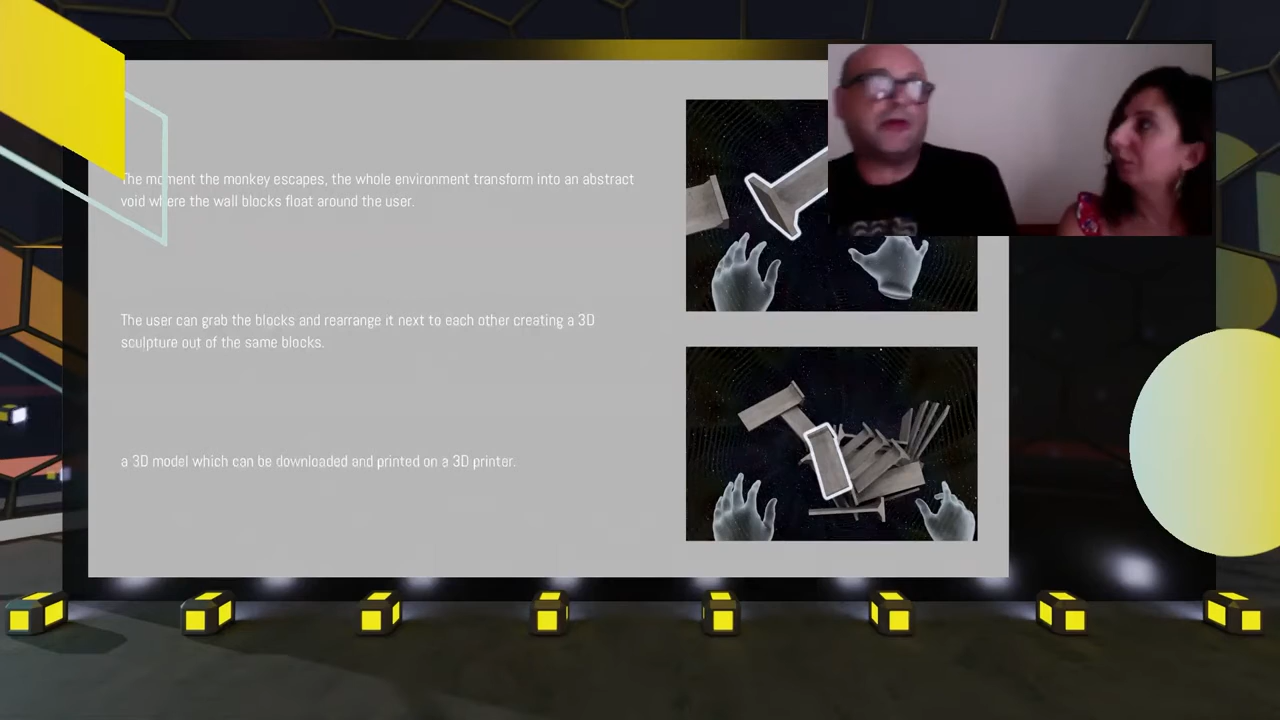 The moment the monkey escapes, the whole environment transform into an abstract
void where the wall blocks float around the user.
The user can grab the blocks and rearrange it next to each other creating a 3D
sculpture out of the same blocks.
a 3D model which can be downloaded and printed on a 3D printer.